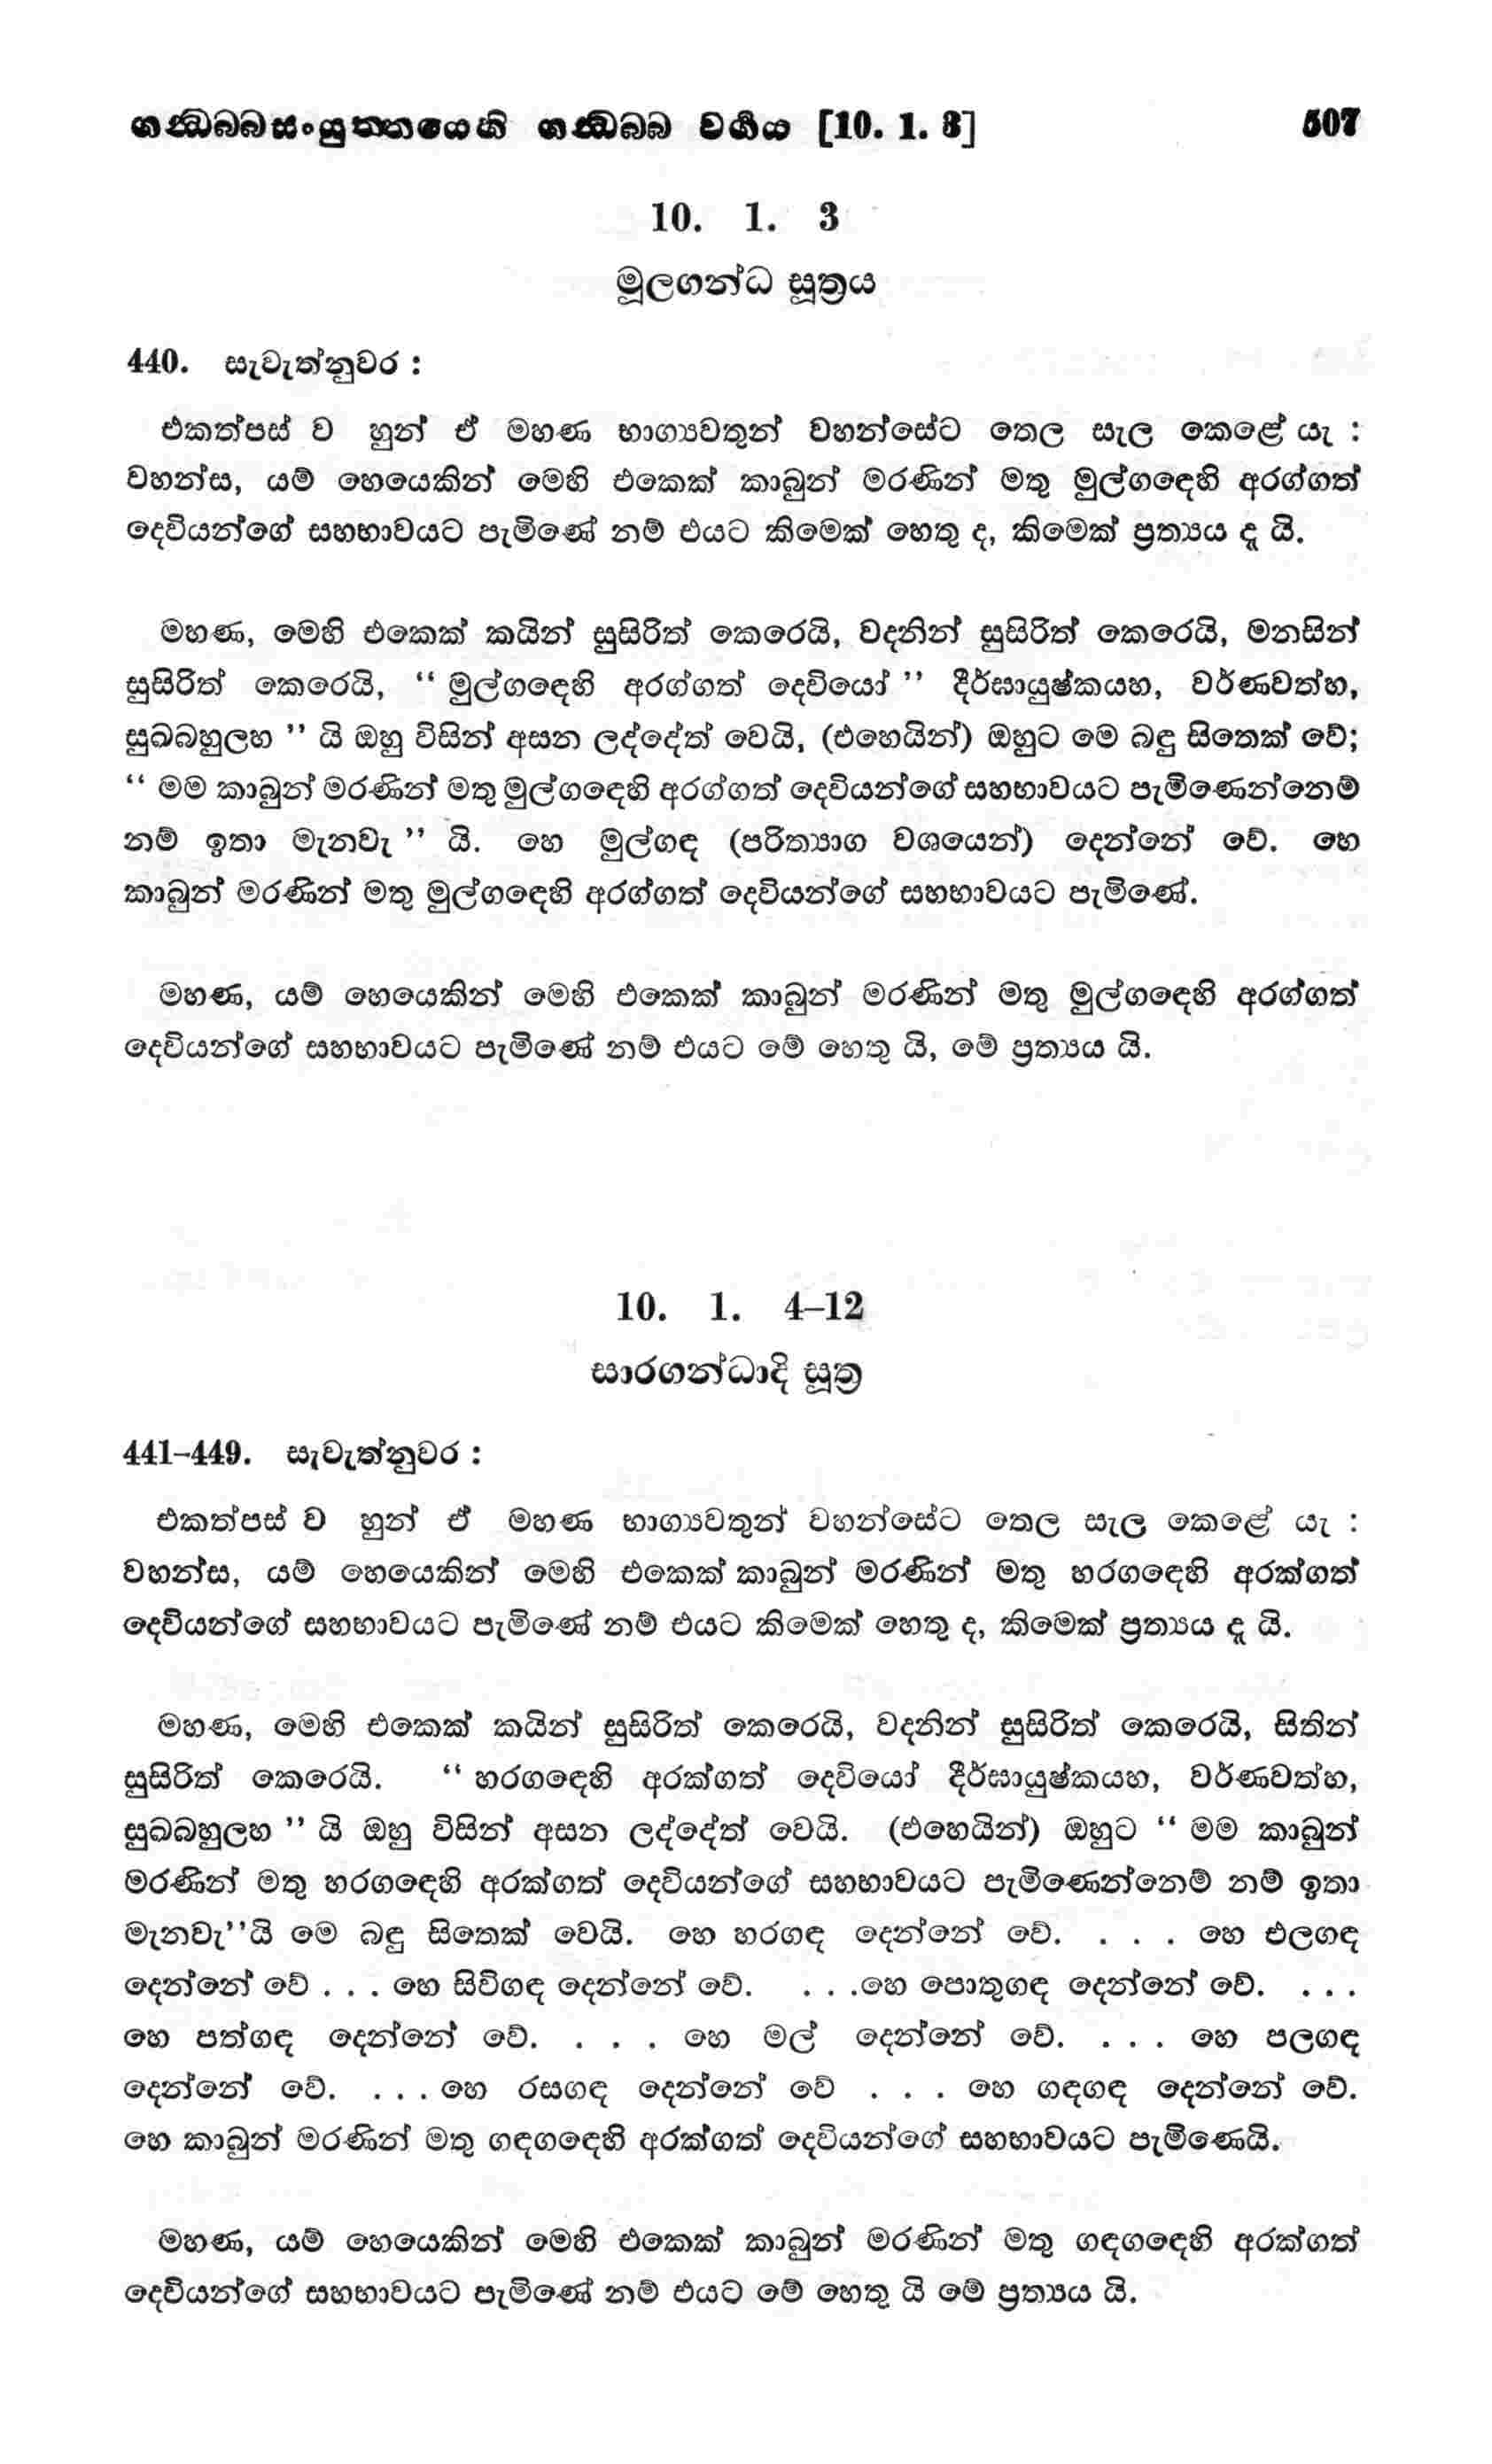 ගන්ධබ්බසංයුත්තයෙහි ගන්ධබ්බ වර්ගය [10. 1. 3] 507
10. 1. 3
මූලගන්ධ සූත්‍රය
440. සැවැත්නුවර :
එකත්පස් ව හුන් ඒ මහණ භාග්‍යවතුන් වහන්සේට තෙල සැල කෙළේ යැ :
වහන්ස, යම් හෙයෙකින් මෙහි එකෙක් කාබුන් මරණින් මතු මුල්ගඳෙහි අරග්ගත්
දෙවියන්ගේ සහභාවයට පැමිණේ නම් එයට කිමෙක් හෙතු ද, කිමෙක් ප්‍රත්‍යය දැ යි.
මහණ, මෙහි එකෙක් කයින් සුසිරිත් කෙරෙයි, වදනින් සුසිරිත් කෙරෙයි, මනසින්
සුසිරිත් කෙරෙයි, “ මුල්ගඳෙහි අරග්ගත් දෙවියෝ ” දීර්ඝායුෂ්කයහ, වර්ණවත්හ,
සුඛබහුලහ ” යි ඔහු විසින් අසන ලද්දේත් වෙයි, (එහෙයින්) ඔහුට මෙ බඳු සිතෙක් වේ;
“ මම කාබුන් මරණින් මතු මුල්ගඳෙහි අරග්ගත් දෙවියන්ගේ සහභාවයට පැමිණෙන්නෙම්
නම් ඉතා මැනවැ ” යි. හෙ මුල්ගඳ (පරිත්‍යාග වශයෙන්) දෙන්නේ වේ. හෙ
කාබුන් මරණින් මතු මුල්ගඳෙහි අරග්ගත් දෙවියන්ගේ සහභාවයට පැමිණේ.
මහණ, යම් හෙයෙකින් මෙහි එකෙක් කාබුන් මරණින් මතු මුල්ගඳෙහි අරග්ගත්
දෙවියන්ගේ සහභාවයට පැමිණේ නම් එයට මේ හෙතු යි, මේ ප්‍රත්‍යය යි.
10. 1. 4–12
සාරගන්ධාදි සූත්‍ර
441–449. සැවැත්නුවර :
එකත්පස් ව හුන් ඒ මහණ භාග්‍යවතුන් වහන්සේට තෙල සැල කෙළේ යැ :
වහන්ස, යම් හෙයෙකින් මෙහි එකෙක් කාබුන් මරණින් මතු හරගඳෙහි අරක්ගත්
දෙවියන්ගේ සහභාවයට පැමිණේ නම් එයට කිමෙක් හෙතු ද, කිමෙක් ප්‍රත්‍යය දැ යි.
මහණ, මෙහි එකෙක් කයින් සුසිරිත් කෙරෙයි, වදනින් සුසිරිත් කෙරෙයි, සිතින්
සුසිරිත් කෙරෙයි. “ හරගඳෙහි අරක්ගත් දෙවියෝ දීර්ඝායුෂ්කයහ, වර්ණවත්හ,
සුඛබහුලහ ” යි ඔහු විසින් අසන ලද්දේත් වෙයි. (එහෙයින්) ඔහුට “ මම කාබුන්
මරණින් මතු හරගඳෙහි අරක්ගත් දෙවියන්ගේ සහභාවයට පැමිණෙන්නෙම් නම් ඉතා
මැනවැ”යි මෙ බඳු සිතෙක් වෙයි. හෙ හරගඳ දෙන්නේ වේ. . . . හෙ එලගඳ
දෙන්නේ වේ . . . හෙ සිවිගඳ දෙන්නේ වේ. . . .හෙ පොතුගඳ දෙන්නේ වේ. . . .
හෙ පත්ගඳ දෙන්නේ වේ. . . . හෙ මල් දෙන්නේ වේ. . . . හෙ පලගඳ
දෙන්නේ වේ. . . . හෙ රසගඳ දෙන්නේ වේ . . . හෙ ගඳගඳ දෙන්නේ වේ.
හෙ කාබුන් මරණින් මතු ගඳගඳෙහි අරක්ගත් දෙවියන්ගේ සහභාවයට පැමිණෙයි.
මහණ, යම් හෙයෙකින් මෙහි එකෙක් කාබුන් මරණින් මතු ගඳගඳෙහි අරක්ගත්
දෙවියන්ගේ සහභාවයට පැමිණේ නම් එයට මේ හෙතු යි මේ ප්‍රත්‍යය යි.